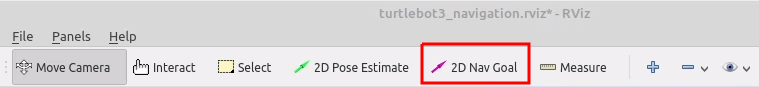 turtlebot3_navigation.rviz* - RViz
File Panels Help
Move Camera Interact Select 2D Pose Estimate 2D Nav Goal Measure